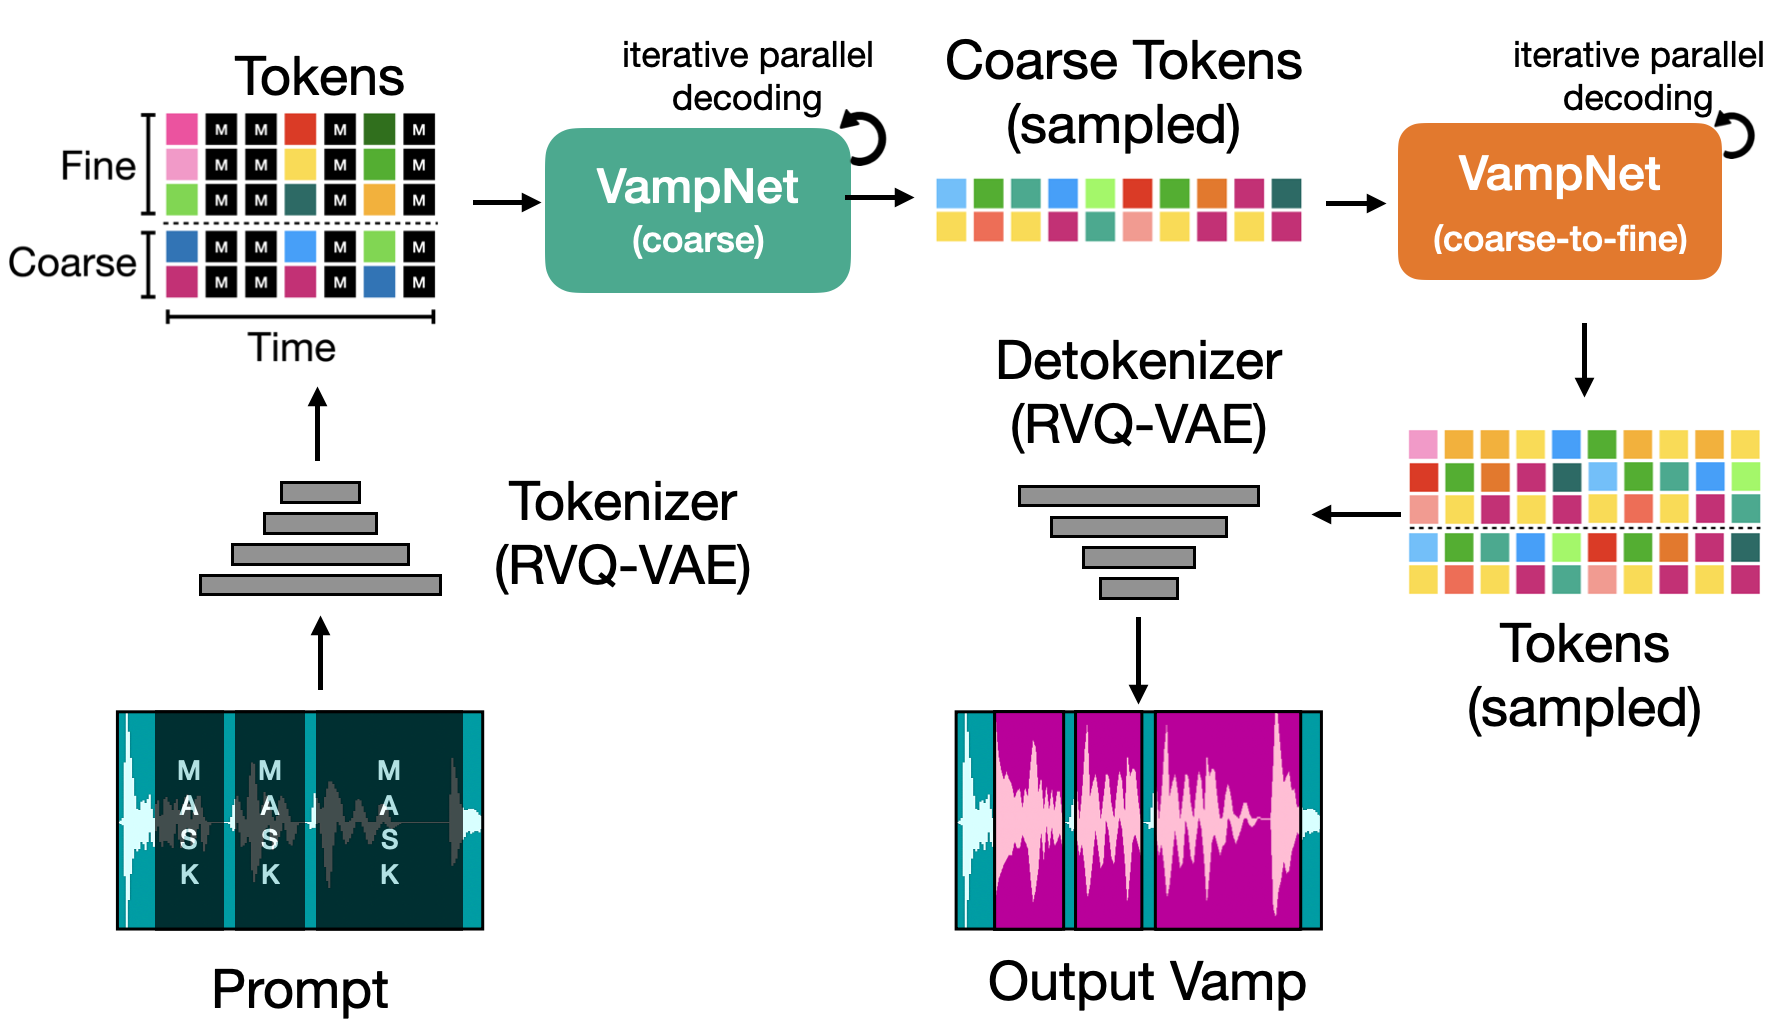 Tokens
Fine
M M M M
M M M M
M M M M
Coarse
M M M M
M M M M
Time
iterative parallel
decoding
VampNet
(coarse)
Coarse Tokens
(sampled)
iterative parallel
decoding
VampNet
(coarse-to-fine)
Tokenizer
(RVQ-VAE)
Detokenizer
(RVQ-VAE)
Tokens
(sampled)
MASK
MASK
MASK
Prompt
Output Vamp